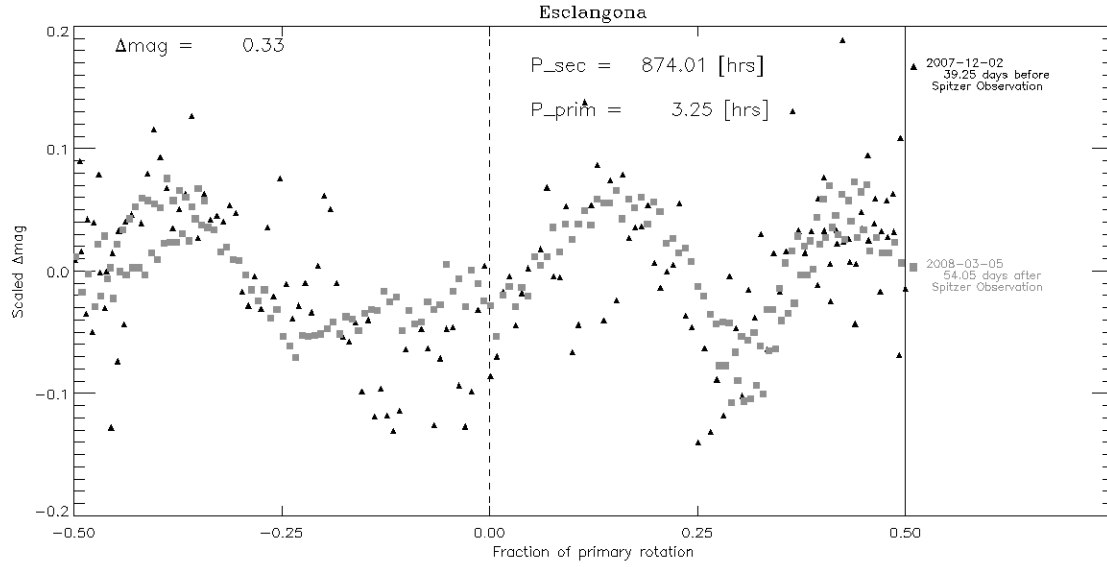 Esclangona
Δmag = 0.33
P_sec = 874.01 [hrs]
P_prim = 3.25 [hrs]
2007-12-02
39.25 days before
Spitzer Observation
2008-03-05
54.05 days after
Spitzer Observation
Scaled Δmag
0.2
0.1
0.0
-0.1
-0.2
-0.50
-0.25
0.00
0.25
0.50
Fraction of primary rotation